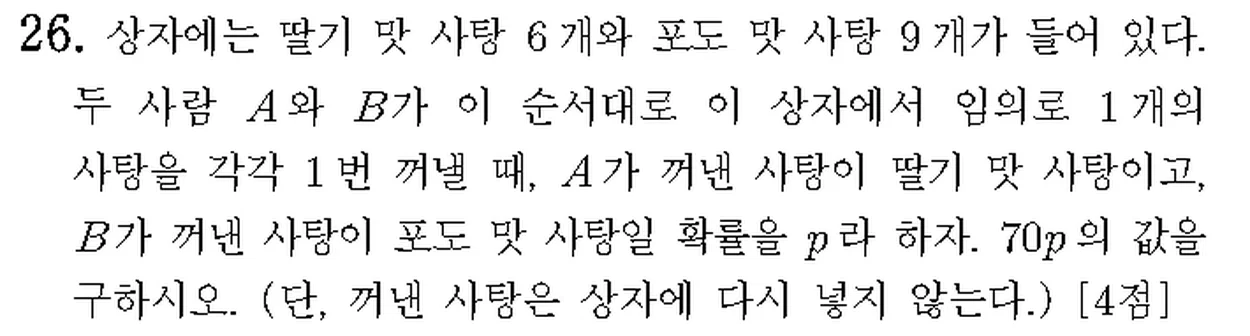 26. 상자에는 딸기 맛 사탕 6개와 포도 맛 사탕 9개가 들어 있다.
두 사람 A와 B가 이 순서대로 이 상자에서 임의로 1개의
사탕을 각각 1번 꺼낼 때, A가 꺼낸 사탕이 딸기 맛 사탕이고,
B가 꺼낸 사탕이 포도 맛 사탕일 확률을 p라 하자. 70p의 값을
구하시오. (단, 꺼낸 사탕은 상자에 다시 넣지 않는다.) [4점]